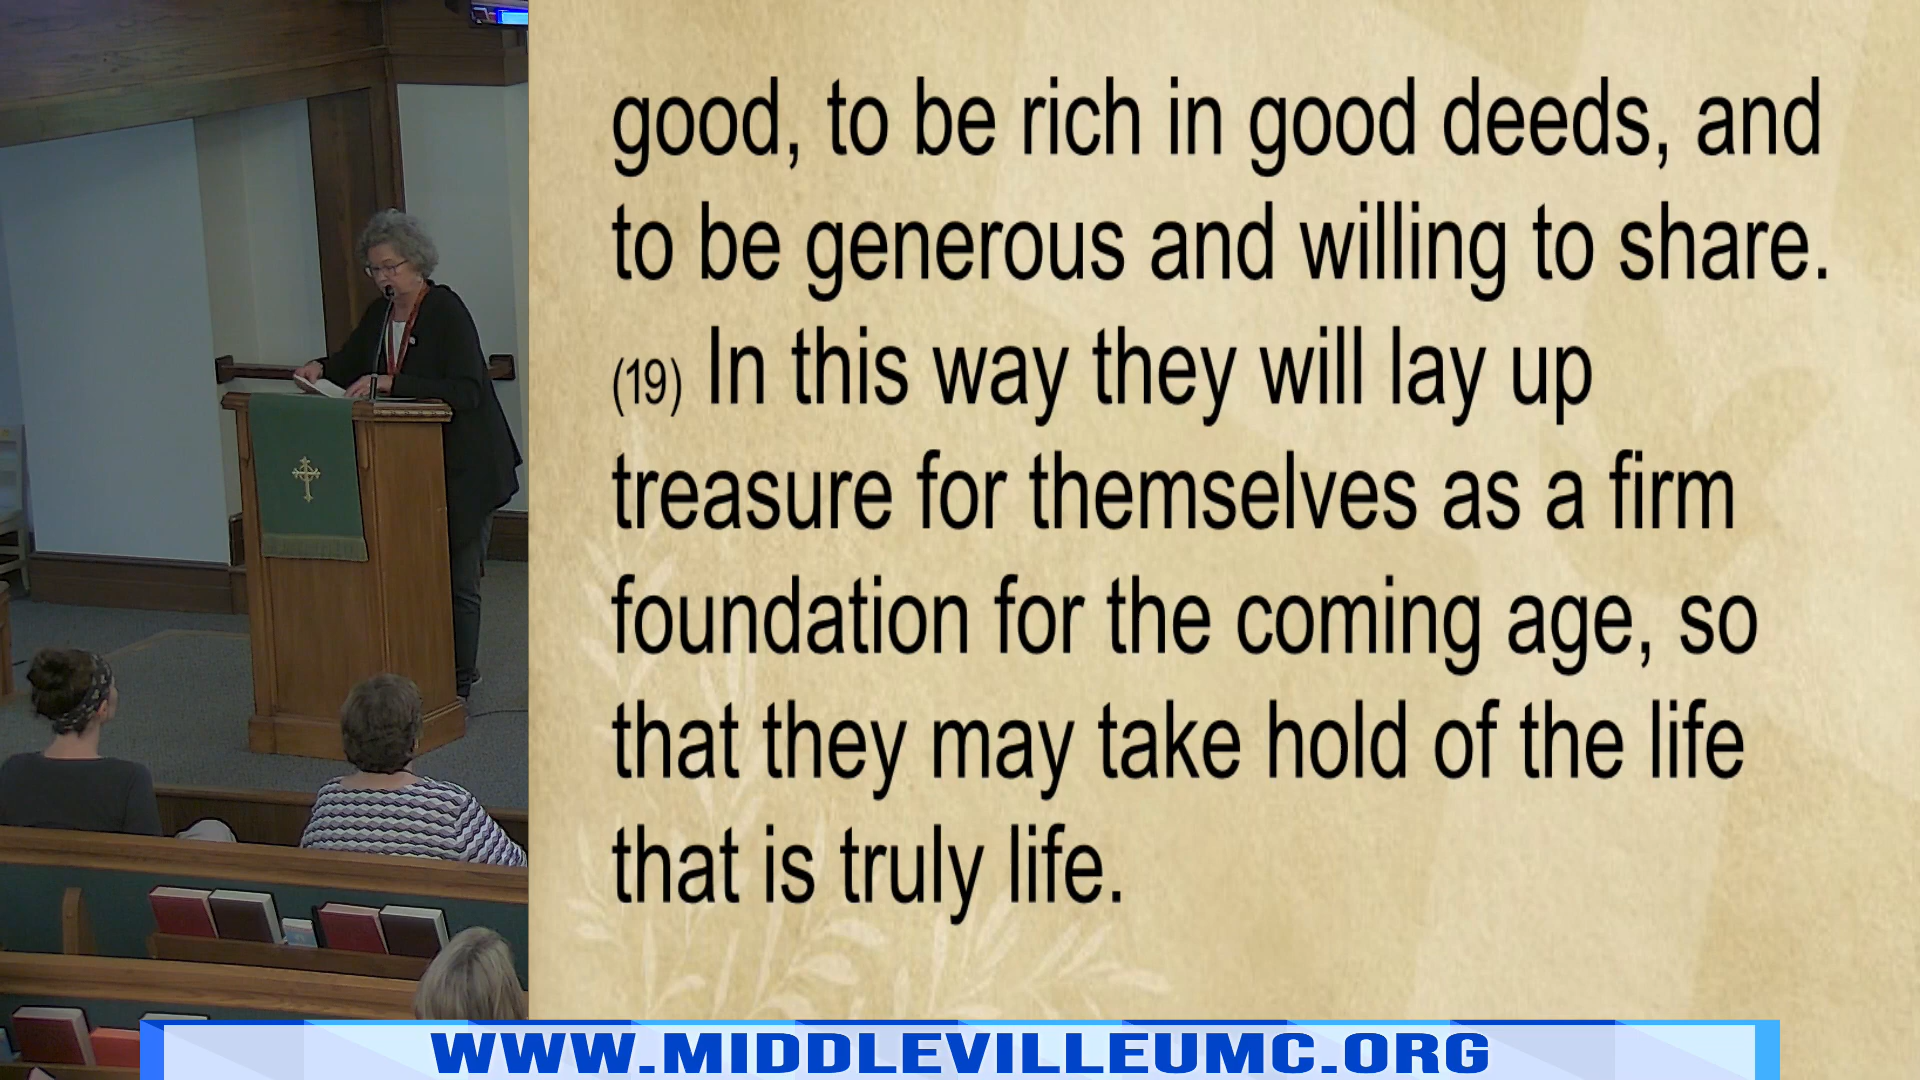 good, to be rich in good deeds, and
to be generous and willing to share.
(19) In this way they will lay up
treasure for themselves as a firm
foundation for the coming age, so
that they may take hold of the life
that is truly life.
WWW.MIDDLEVILLEUMC.ORG